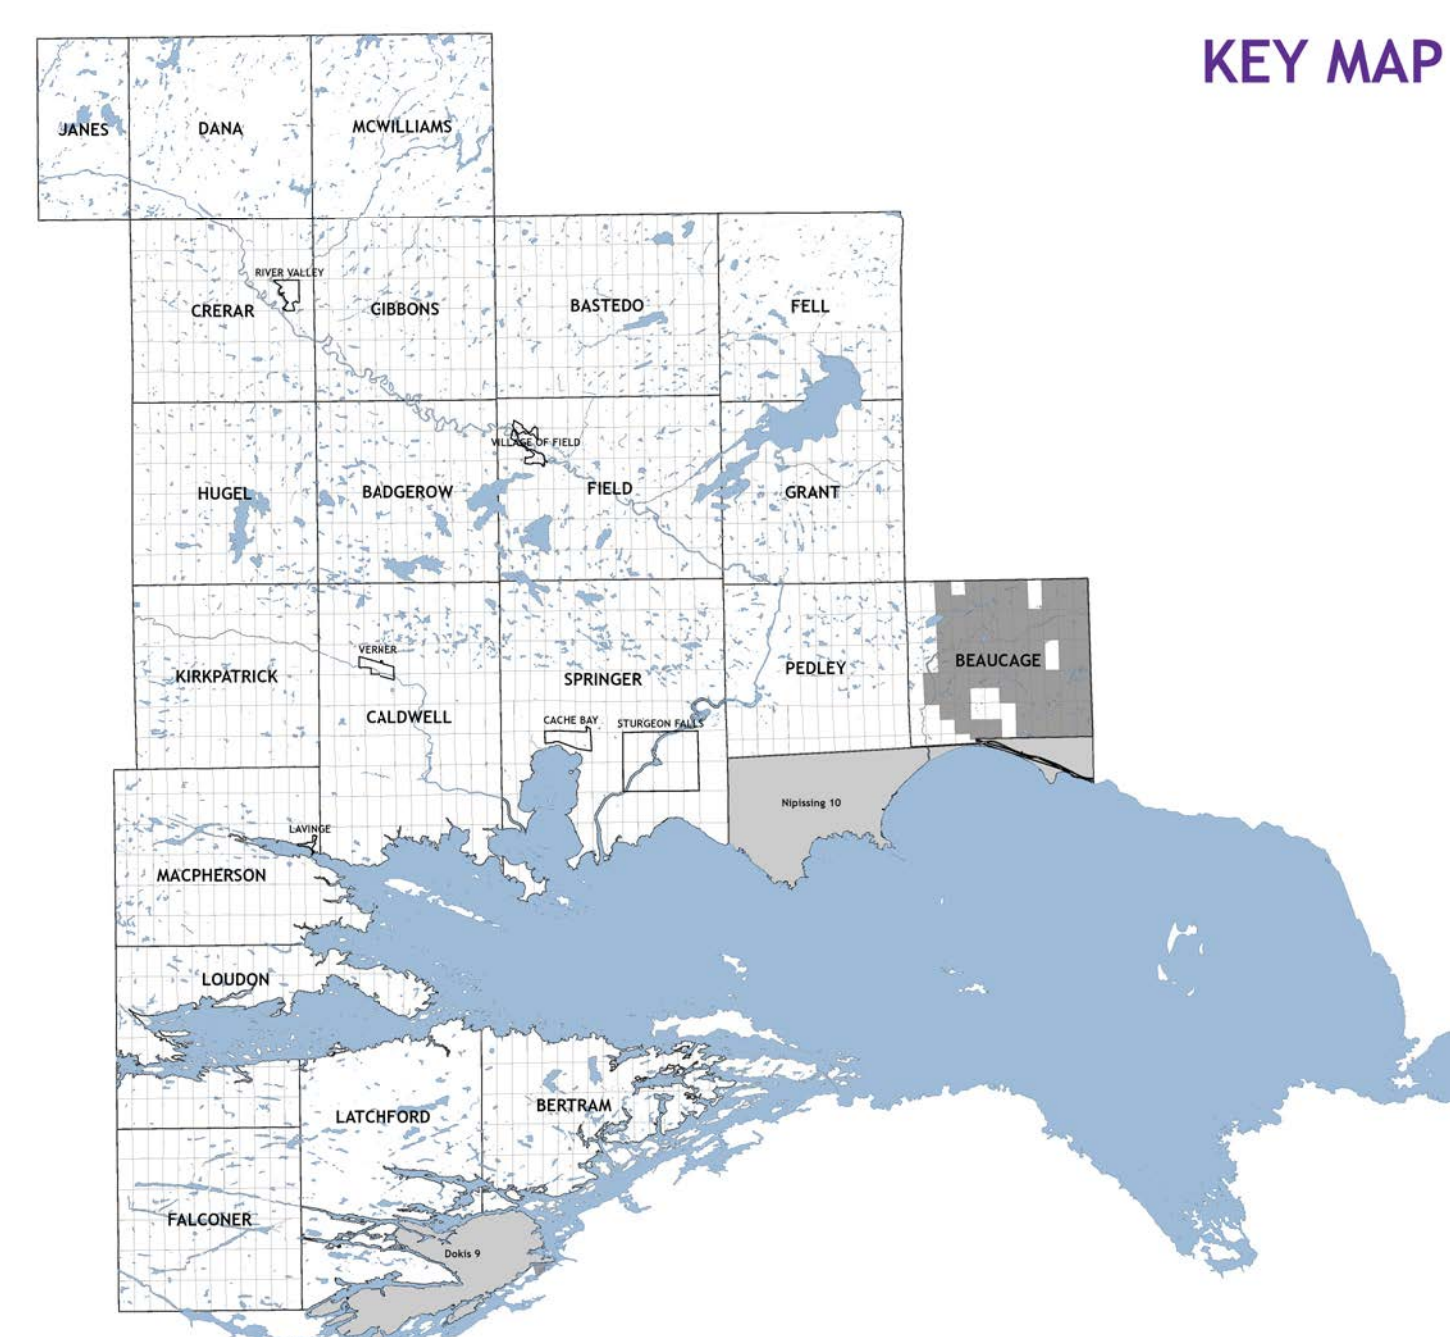 KEY MAP
JANES
DANA
MCWILLIAMS
RIVER VALLEY
CRERAR
GIBBONS
BASTEDO
FELL
VILLAGE OF FIELD
HUGEL
BADGEROW
FIELD
GRANT
VERNER
KIRKPATRICK
CALDWELL
SPRINGER
PEDLEY
BEAUCAGE
CACHE BAY
STURGEON FALLS
Nipissing 10
LAVINGE
MACPHERSON
LOUDON
LATCHFORD
BERTRAM
FALCONER
Dokis 9